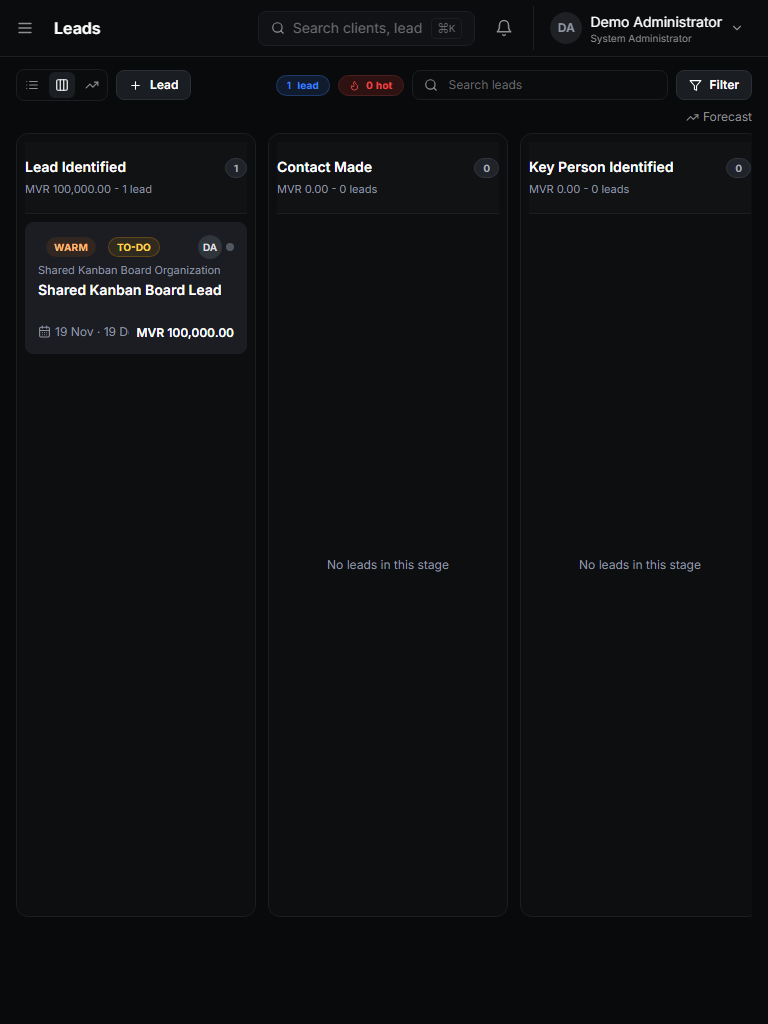 Leads
Search clients, lead
⌘K
DA
Demo Administrator
System Administrator
Lead
1 lead
0 hot
Search leads
Filter
Forecast
Lead Identified
1
MVR 100,000.00 - 1 lead
WARM
TO-DO
DA
Shared Kanban Board Organization
Shared Kanban Board Lead
19 Nov · 19 D
MVR 100,000.00
Contact Made
0
MVR 0.00 - 0 leads
No leads in this stage
Key Person Identified
0
MVR 0.00 - 0 leads
No leads in this stage